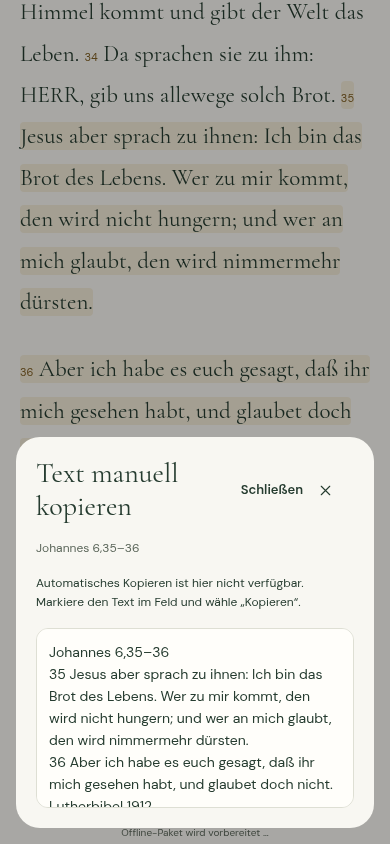 Himmel kommt und gibt der Welt das
Leben. 34 Da sprachen sie zu ihm:
HERR, gib uns allewege solch Brot. 35
Jesus aber sprach zu ihnen: Ich bin das
Brot des Lebens. Wer zu mir kommt,
den wird nicht hungern; und wer an
mich glaubt, den wird nimmermehr
dürsten.
36 Aber ich habe es euch gesagt, daß ihr
mich gesehen habt, und glaubet doch
Text manuell
kopieren
Schließen
Johannes 6,35–36
Automatisches Kopieren ist hier nicht verfügbar.
Markiere den Text im Feld und wähle „Kopieren“.
Johannes 6,35–36
35 Jesus aber sprach zu ihnen: Ich bin das
Brot des Lebens. Wer zu mir kommt, den
wird nicht hungern; und wer an mich glaubt,
den wird nimmermehr dürsten.
36 Aber ich habe es euch gesagt, daß ihr
mich gesehen habt, und glaubet doch nicht.
Lutherbibel 1912
Offline-Paket wird vorbereitet …